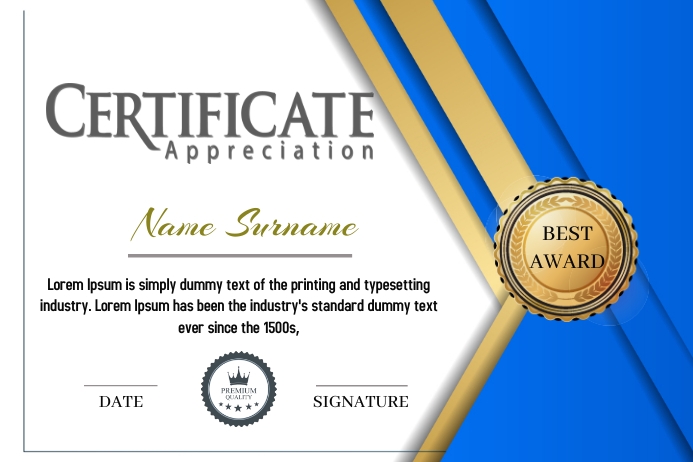 CERTIFICATE
Appreciation
Name Surname
Lorem Ipsum is simply dummy text of the printing and typesetting
industry. Lorem Ipsum has been the industry's standard dummy text
ever since the 1500s,
BEST
AWARD
PREMIUM
QUALITY
DATE
SIGNATURE